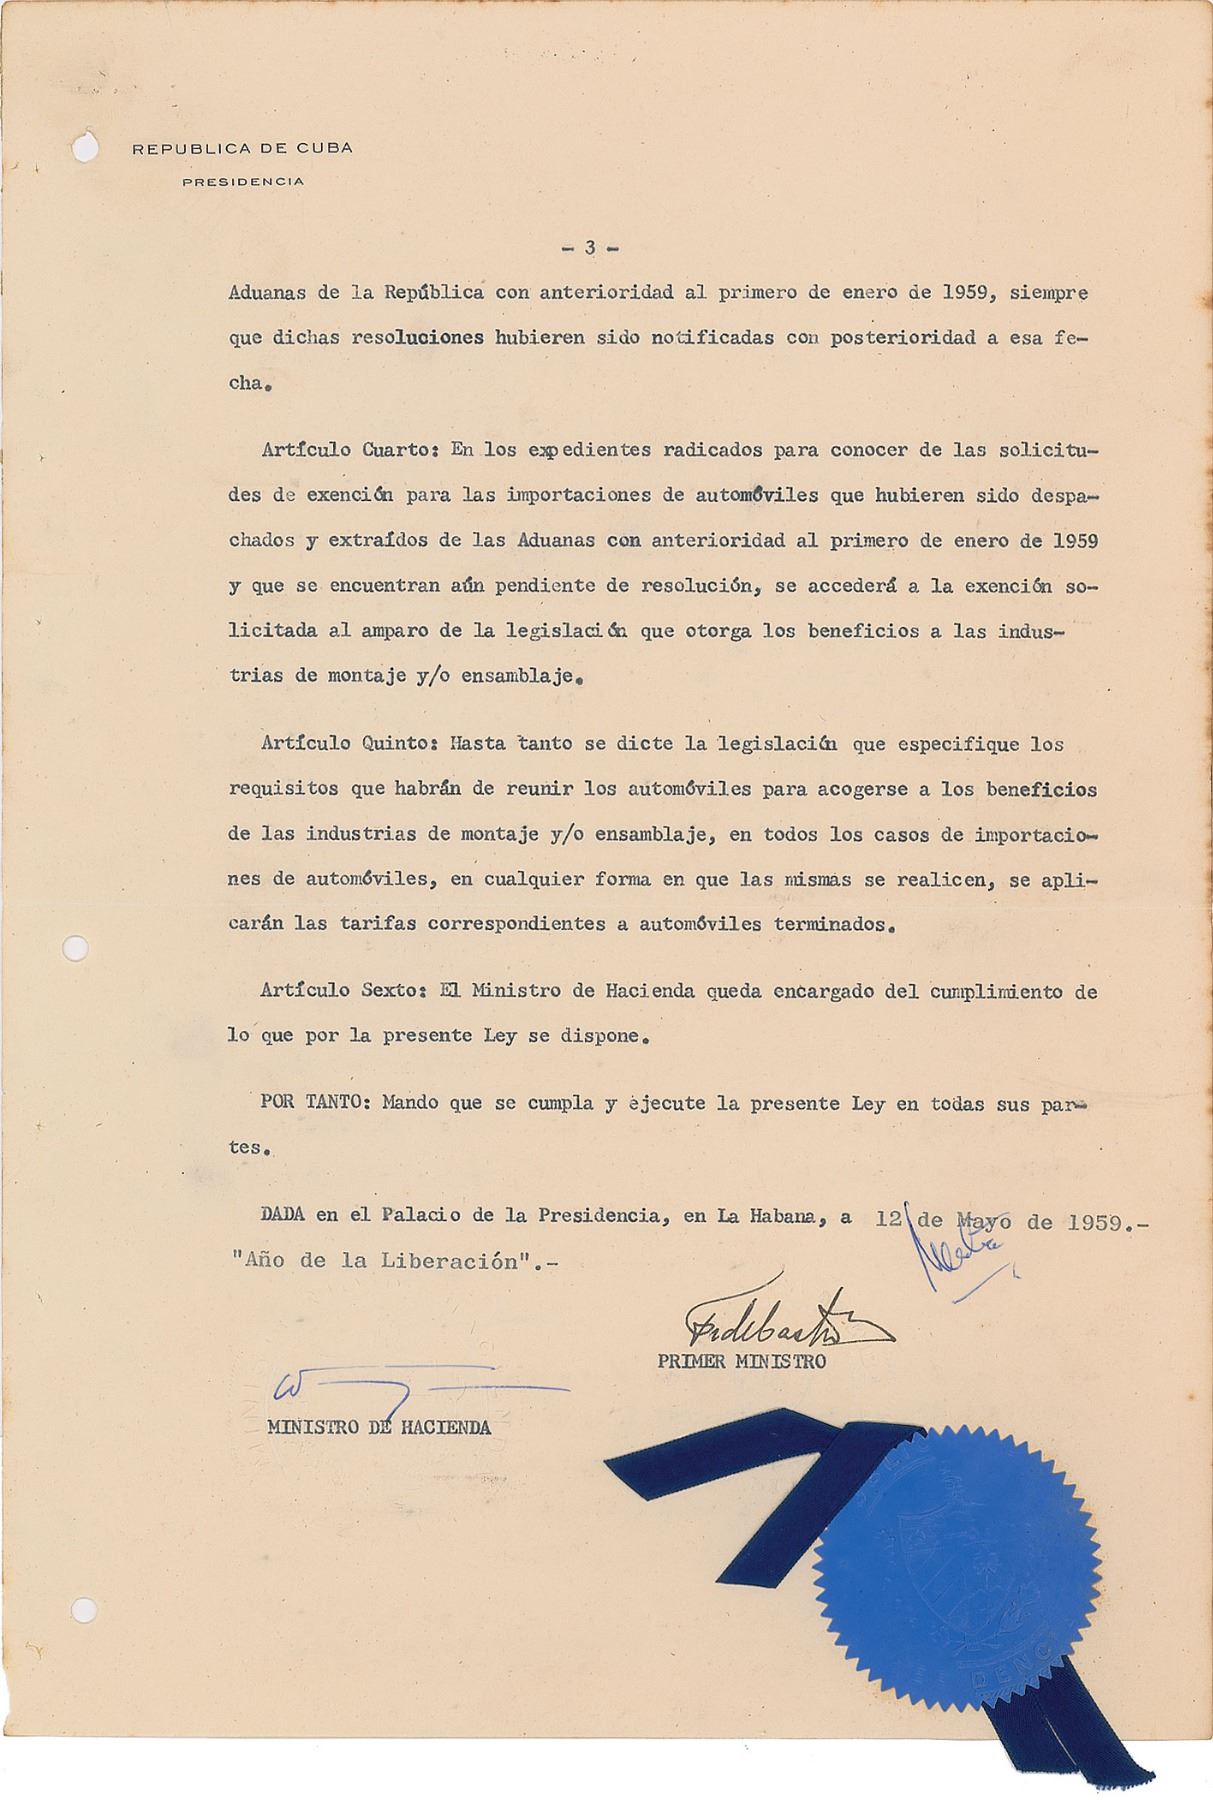 REPUBLICA DE CUBA
PRESIDENCIA
- 3 -
Aduanas de la República con anterioridad al primero de enero de 1959, siempre
que dichas resoluciones hubieren sido notificadas con posterioridad a esa fe-
cha.
Artículo Cuarto: En los expedientes radicados para conocer de las solicitu-
des de exención para las importaciones de automóviles que hubieren sido despa-
chados y extraídos de las Aduanas con anterioridad al primero de enero de 1959
y que se encuentran aún pendiente de resolución, se accederá a la exención so-
licitada al amparo de la legislación que otorga los beneficios a las indus-
trias de montaje y/o ensamblaje.
Artículo Quinto: Hasta tanto se dicte la legislación que especifique los
requisitos que habrán de reunir los automóviles para acogerse a los beneficios
de las industrias de montaje y/o ensamblaje, en todos los casos de importacio-
nes de automóviles, en cualquier forma en que las mismas se realicen, se apli-
carán las tarifas correspondientes a automóviles terminados.
Artículo Sexto: El Ministro de Hacienda queda encargado del cumplimiento de
lo que por la presente Ley se dispone.
POR TANTO: Mando que se cumpla y ejecute la presente Ley en todas sus par-
tes.
DADA en el Palacio de la Presidencia, en La Habana, a 12 de Mayo de 1959.-
"Año de la Liberación".-
Fidel Castro
PRIMER MINISTRO
MINISTRO DE HACIENDA